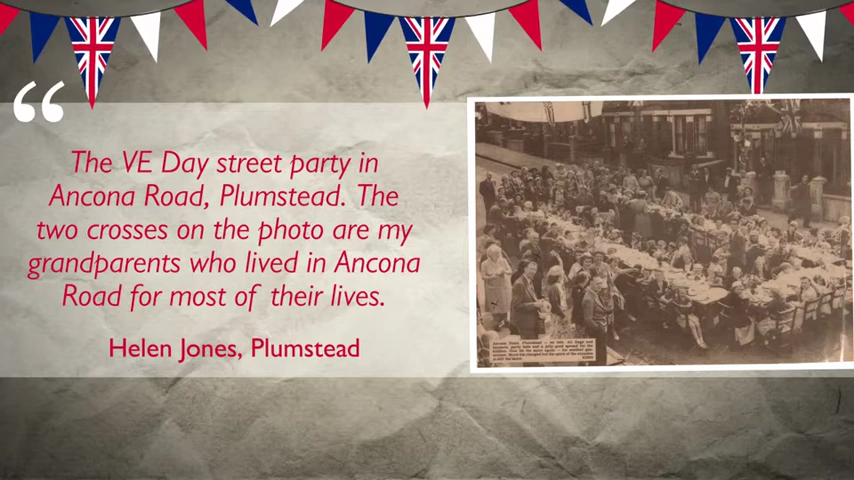 “
The VE Day street party in
Ancona Road, Plumstead. The
two crosses on the photo are my
grandparents who lived in Ancona
Road for most of their lives.
Helen Jones, Plumstead